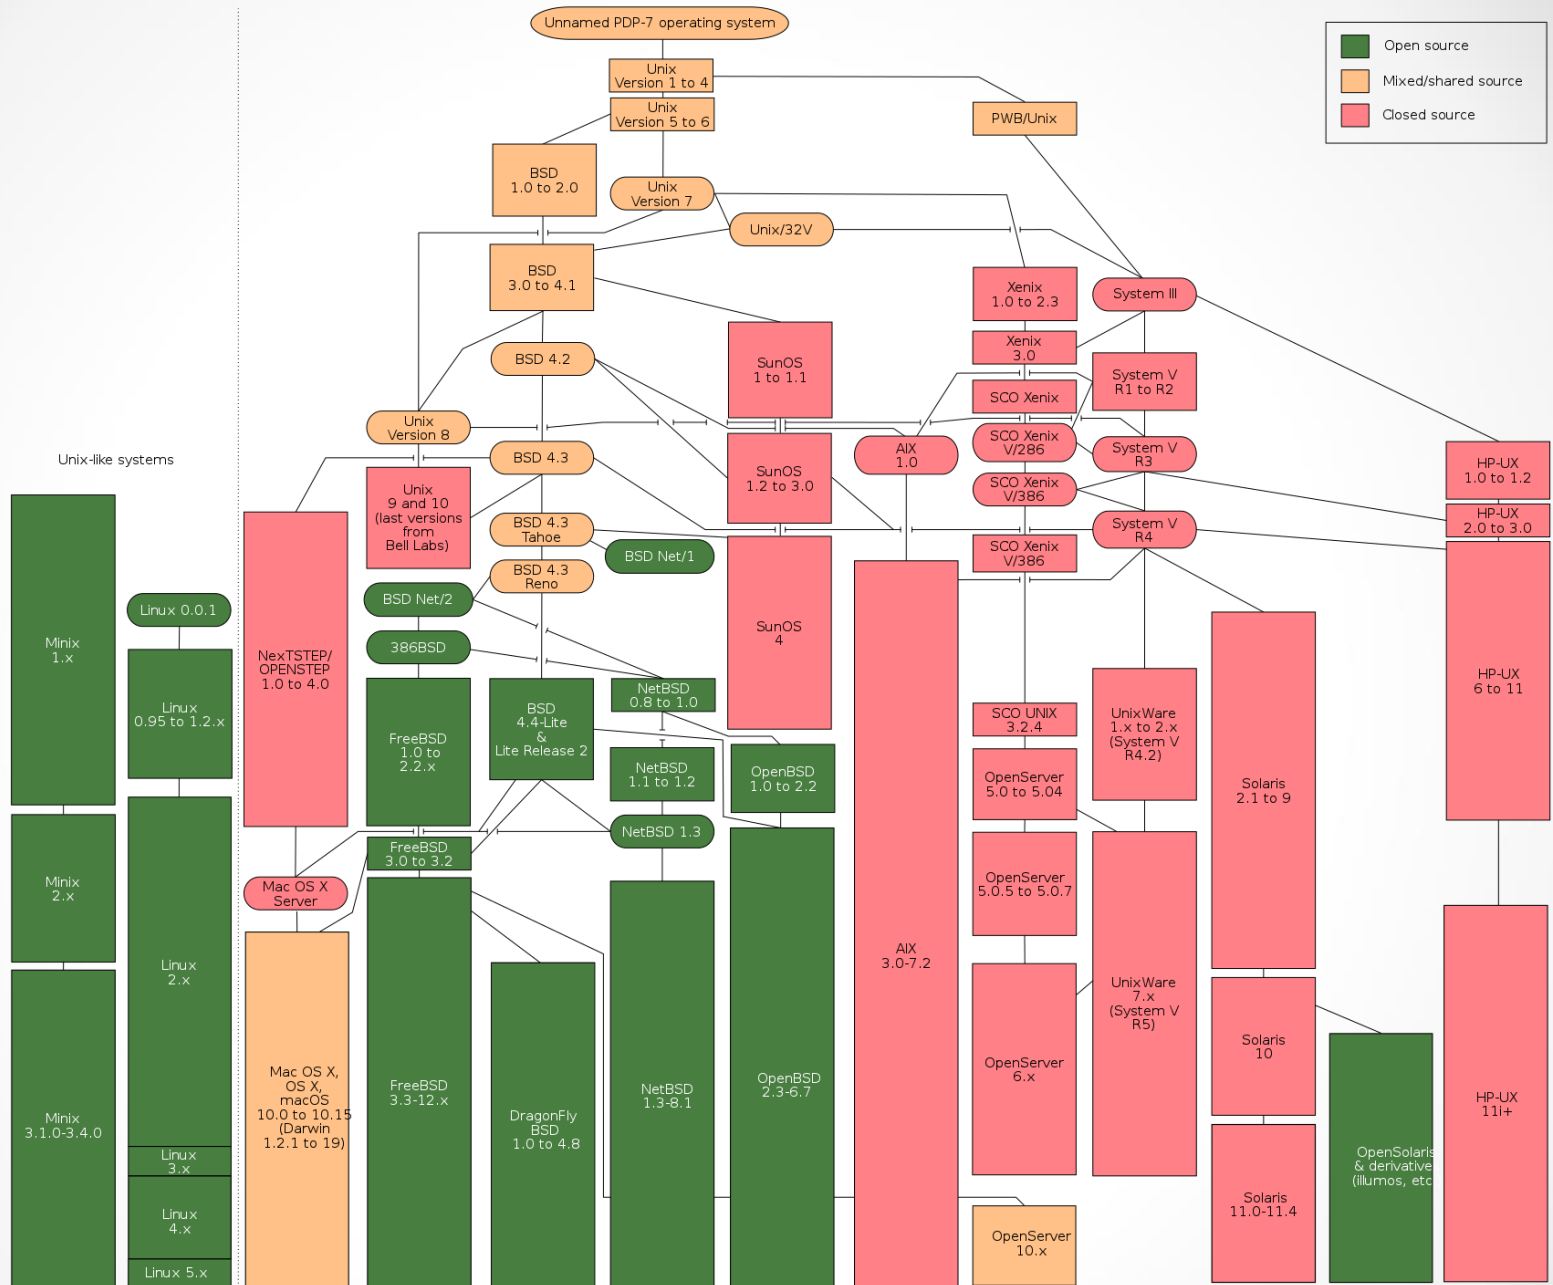 Unnamed PDP-7 operating system
Open source
Mixed/shared source
Closed source
Unix
Version 1 to 4
Unix
Version 5 to 6
PWB/Unix
BSD
1.0 to 2.0
Unix
Version 7
Unix/32V
BSD
3.0 to 4.1
Xenix
1.0 to 2.3
System III
Xenix
3.0
BSD 4.2
SunOS
1 to 1.1
System V
R1 to R2
SCO Xenix
Unix
Version 8
SCO Xenix
V/286
System V
R3
AIX
1.0
BSD 4.3
SunOS
1.2 to 3.0
HP-UX
1.0 to 1.2
Unix-like systems
SCO Xenix
V/386
Unix
9 and 10
(last versions
from
Bell Labs)
BSD 4.3
Tahoe
System V
R4
HP-UX
2.0 to 3.0
BSD Net/1
SCO Xenix
V/386
BSD 4.3
Reno
BSD Net/2
Linux 0.0.1
SunOS
4
386BSD
Minix
1.x
NexTSTEP/
OPENSTEP
1.0 to 4.0
HP-UX
6 to 11
NetBSD
0.8 to 1.0
Linux
0.95 to 1.2.x
FreeBSD
1.0 to
2.2.x
BSD
4.4-Lite
&
Lite Release 2
SCO UNIX
3.2.4
UnixWare
1.x to 2.x
(System V
R4.2)
NetBSD
1.1 to 1.2
OpenBSD
1.0 to 2.2
OpenServer
5.0 to 5.04
Solaris
2.1 to 9
NetBSD 1.3
FreeBSD
3.0 to 3.2
Minix
2.x
Mac OS X
Server
OpenServer
5.0.5 to 5.0.7
Linux
2.x
AIX
3.0-7.2
UnixWare
7.x
(System V
R5)
Solaris
10
OpenServer
6.x
Mac OS X,
OS X,
macOS
10.0 to 10.15
(Darwin
1.2.1 to 19)
FreeBSD
3.3-12.x
NetBSD
1.3-8.1
OpenBSD
2.3-6.7
HP-UX
11i+
Minix
3.1.0-3.4.0
DragonFly
BSD
1.0 to 4.8
Linux
3.x
OpenSolaris
& derivative
(illumos, etc
Linux
4.x
Solaris
11.0-11.4
OpenServer
10.x
Linux 5.x